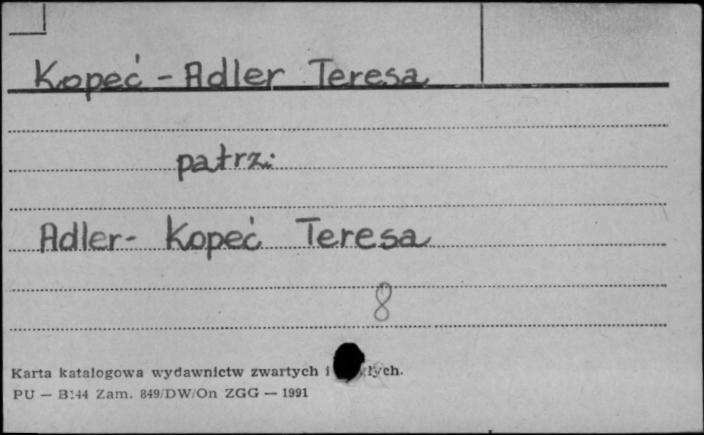 Kopeć - Adler Teresa
patrz:
Adler- Kopeć Teresa
8
Karta katalogowa wydawnictw zwartych i
PU — B144 Zam. 849/DW/On ZGG — 1991